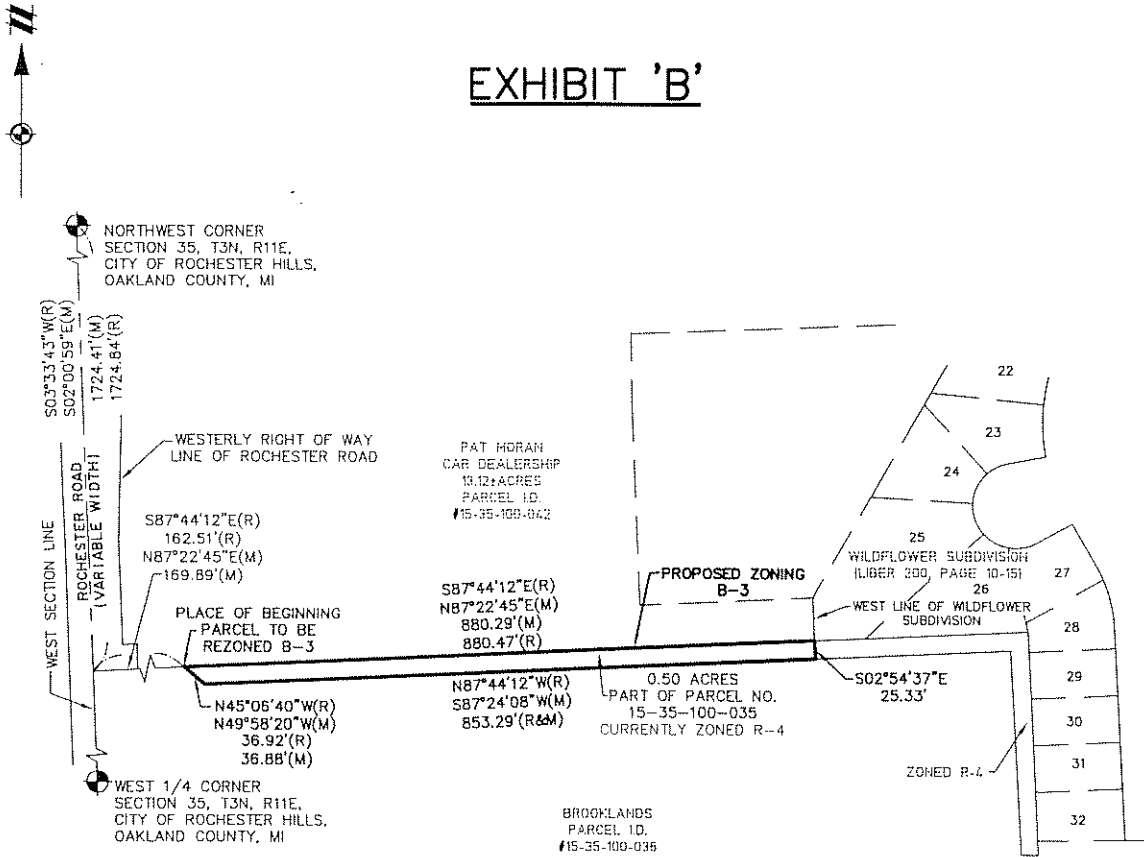 N
EXHIBIT 'B'
NORTHWEST CORNER
SECTION 35, T3N, R11E,
CITY OF ROCHESTER HILLS,
OAKLAND COUNTY, MI
S03°33'43"W(R)
S02°00'59"E(M)
1724.41'(M)
1724.84'(R)
WESTERLY RIGHT OF WAY
LINE OF ROCHESTER ROAD
ROCHESTER ROAD
(VARIABLE WIDTH)
WEST SECTION LINE
S87°44'12"E(R)
162.51'(R)
N87°22'45"E(M)
169.89'(M)
PLACE OF BEGINNING
PARCEL TO BE
REZONED B-3
PAT MORAN
CAR DEALERSHIP
13.12±ACRES
PARCEL I.D.
#15-35-100-042
S87°44'12"E(R)
N87°22'45"E(M)
880.29'(M)
880.47'(R)
PROPOSED ZONING
B-3
22
23
24
25
WILDFLOWER SUBDIVISION
(LIBER 200, PAGE 10-15)
26
27
28
29
30
31
32
WEST LINE OF WILDFLOWER
SUBDIVISION
N45°06'40"W(R)
N49°58'20"W(M)
36.92'(R)
36.88'(M)
N87°44'12"W(R)
S87°24'08"W(M)
853.29'(R&M)
0.50 ACRES
PART OF PARCEL NO.
15-35-100-035
CURRENTLY ZONED R-4
S02°54'37"E
25.33'
ZONED R-4
WEST 1/4 CORNER
SECTION 35, T3N, R11E,
CITY OF ROCHESTER HILLS,
OAKLAND COUNTY, MI
BROOKLANDS
PARCEL I.D.